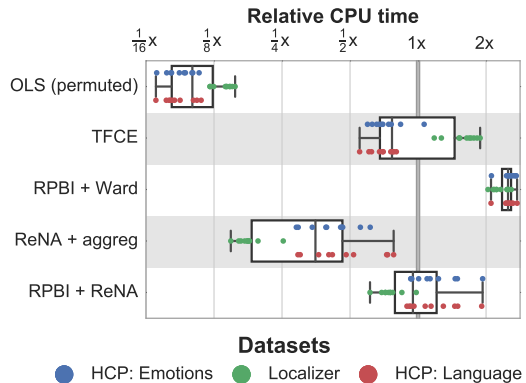 Relative CPU time
1/16x 1/8x 1/4x 1/2x 1x 2x
OLS (permuted)
TFCE
RPBI + Ward
ReNA + aggreg
RPBI + ReNA
Datasets
HCP: Emotions Localizer HCP: Language